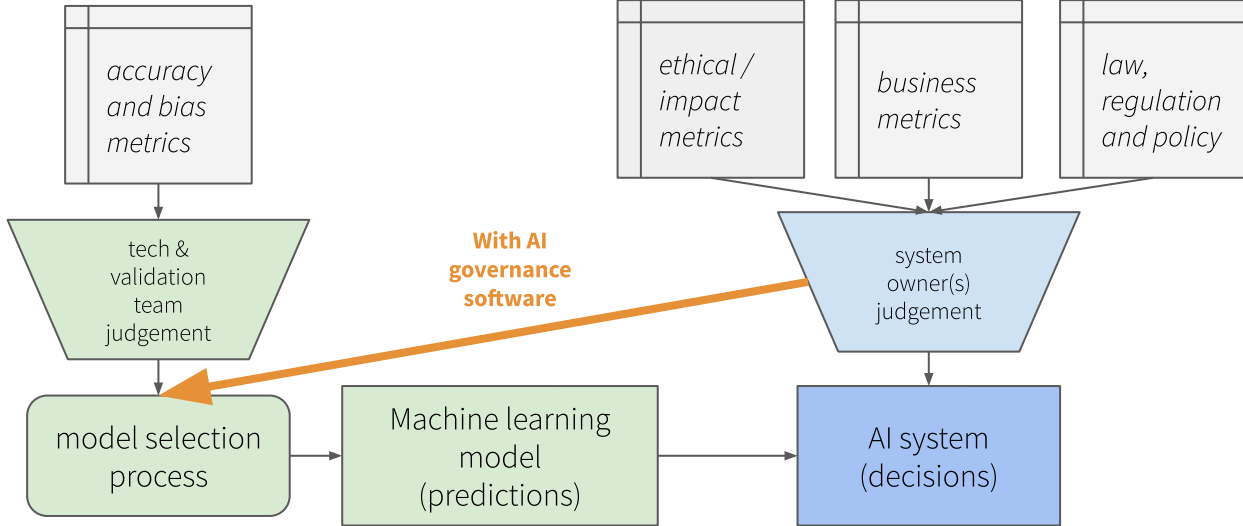 accuracy
and bias
metrics
ethical /
impact
metrics
business
metrics
law,
regulation
and policy
tech &
validation
team
judgement
With AI
governance
software
system
owner(s)
judgement
model selection
process
Machine learning
model
(predictions)
AI system
(decisions)